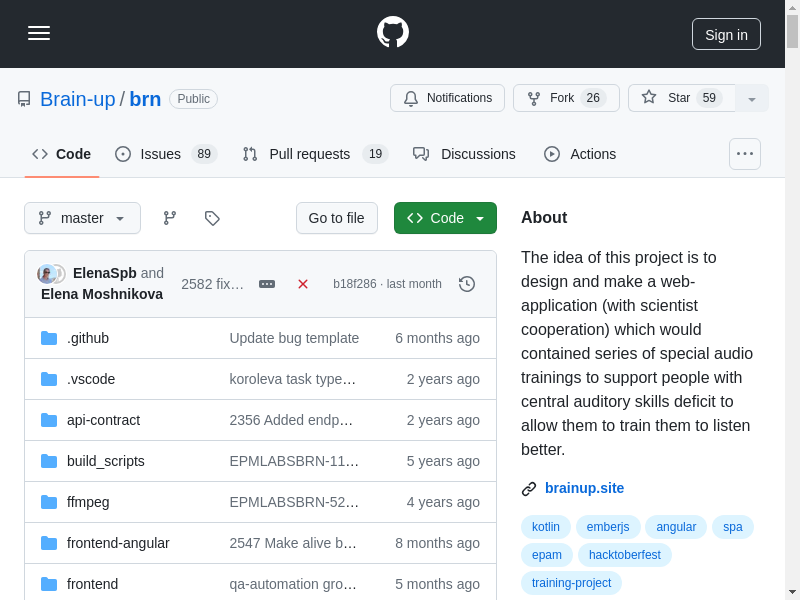 Sign in
Brain-up / brn Public
Notifications
Fork 26
Star 59
Code
Issues 89
Pull requests 19
Discussions
Actions
master
Go to file
Code
ElenaSpb and
Elena Moshnikova
2582 fix…
b18f286 · last month
.github Update bug template 6 months ago
.vscode koroleva task type… 2 years ago
api-contract 2356 Added endp… 2 years ago
build_scripts EPMLABSBRN-11… 5 years ago
ffmpeg EPMLABSBRN-52… 4 years ago
frontend-angular 2547 Make alive b… 8 months ago
frontend qa-automation gro… 5 months ago
About
The idea of this project is to
design and make a web-
application (with scientist
cooperation) which would
contained series of special audio
trainings to support people with
central auditory skills deficit to
allow them to train them to listen
better.
brainup.site
kotlin emberjs angular spa
epam hacktoberfest
training-project